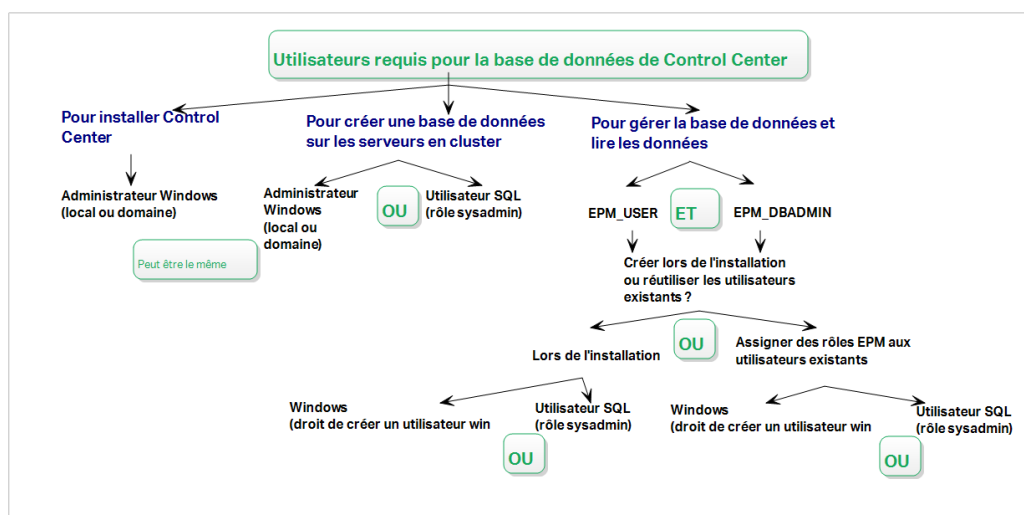 Utilisateurs requis pour la base de données de Control Center
Pour installer Control
Center
Administrateur Windows
(local ou domaine)
Peut être le même
Pour créer une base de données
sur les serveurs en cluster
Administrateur
Windows
(local ou
domaine)
OU
Utilisateur SQL
(rôle sysadmin)
Pour gérer la base de données et
lire les données
EPM_USER
ET
EPM_DBADMIN
Créer lors de l'installation
ou réutiliser les utilisateurs
existants ?
Lors de l'installation
OU
Assigner des rôles EPM aux
utilisateurs existants
Windows
(droit de créer un utilisateur win
OU
Utilisateur SQL
(rôle sysadmin)
Windows
(droit de créer un utilisateur win
OU
Utilisateur SQL
(rôle sysadmin)